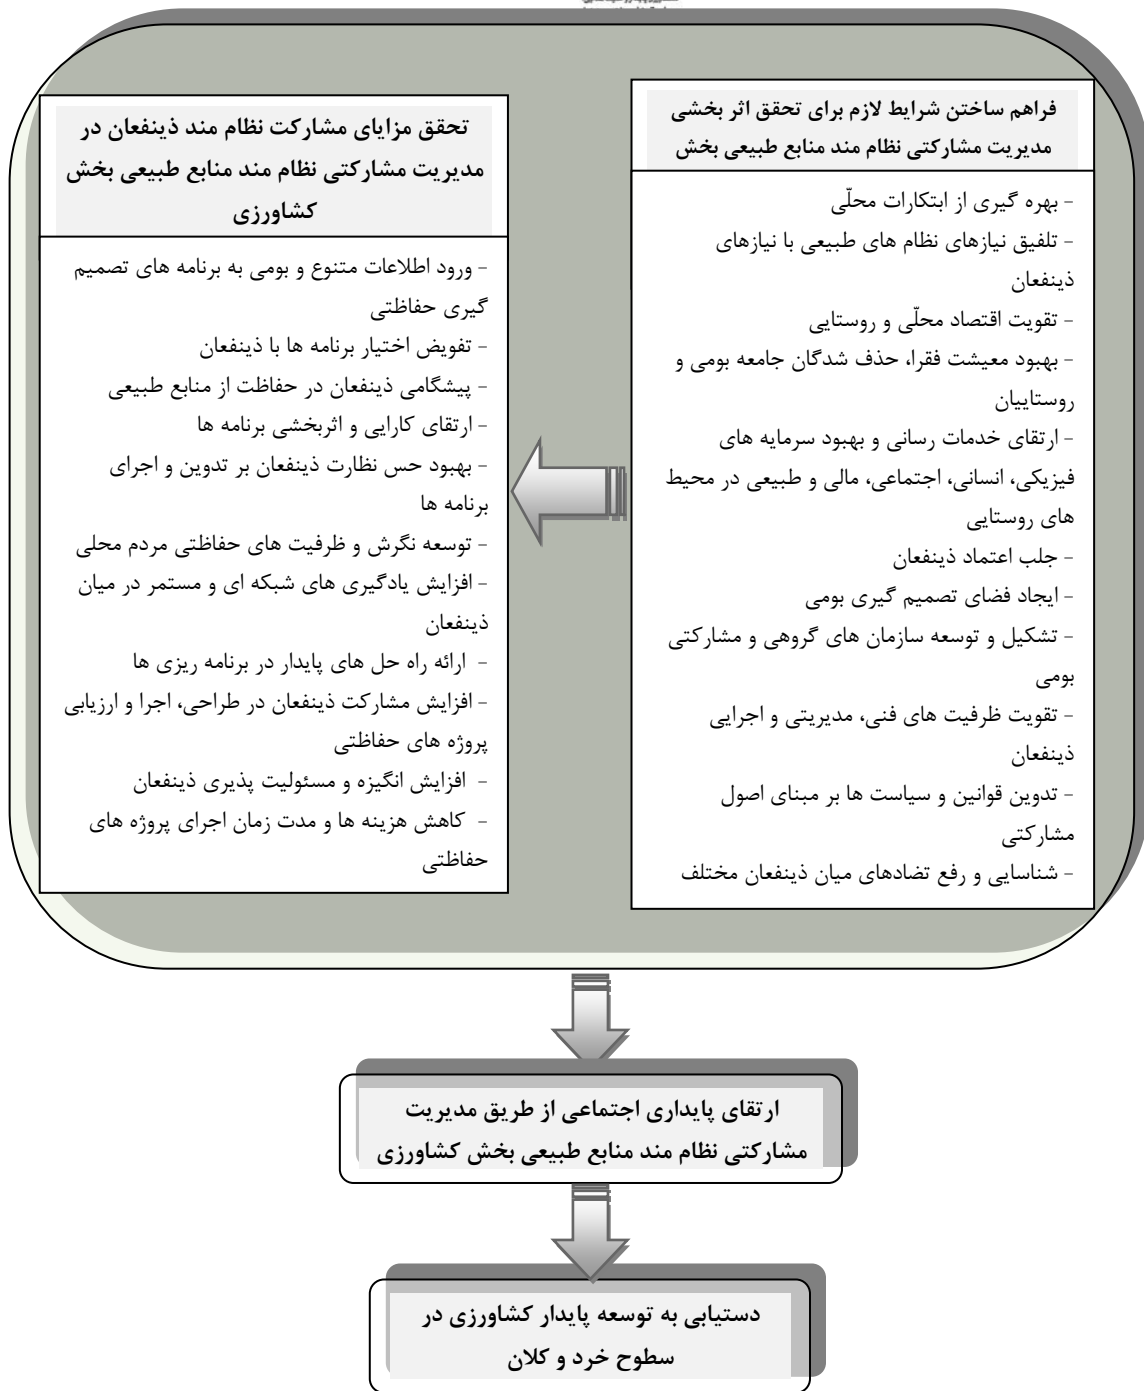 فراهم ساختن شرایط لازم برای تحقق اثر بخشی
مدیریت مشارکتی نظام مند منابع طبیعی بخش
- بهره گیری از ابتکارات محلّی
- تلفیق نیازهای نظام های طبیعی با نیازهای
ذینفعان
- تقویت اقتصاد محلّی و روستایی
- بهبود معیشت فقرا، حذف شدگان جامعه بومی و
روستاییان
- ارتقای خدمات رسانی و بهبود سرمایه های
فیزیکی، انسانی، اجتماعی، مالی و طبیعی در محیط
های روستایی
- جلب اعتماد ذینفعان
- ایجاد فضای تصمیم گیری بومی
- تشکیل و توسعه سازمان های گروهی و مشارکتی
بومی
- تقویت ظرفیت های فنی، مدیریتی و اجرایی
ذینفعان
- تدوین قوانین و سیاست ها بر مبنای اصول
مشارکتی
- شناسایی و رفع تضادهای میان ذینفعان مختلف
تحقق مزایای مشارکت نظام مند ذینفعان در
مدیریت مشارکتی نظام مند منابع طبیعی بخش
کشاورزی
- ورود اطلاعات متنوع و بومی به برنامه های تصمیم
گیری حفاظتی
- تفویض اختیار برنامه ها با ذینفعان
- پیشگامی ذینفعان در حفاظت از منابع طبیعی
- ارتقای کارایی و اثربخشی برنامه ها
- بهبود حس نظارت ذینفعان بر تدوین و اجرای
برنامه ها
- توسعه نگرش و ظرفیت های حفاظتی مردم محلی
- افزایش یادگیری های شبکه ای و مستمر در میان
ذینفعان
- ارائه راه حل های پایدار در برنامه ریزی ها
- افزایش مشارکت ذینفعان در طراحی، اجرا و ارزیابی
پروژه های حفاظتی
- افزایش انگیزه و مسئولیت پذیری ذینفعان
- کاهش هزینه ها و مدت زمان اجرای پروژه های
حفاظتی
ارتقای پایداری اجتماعی از طریق مدیریت
مشارکتی نظام مند منابع طبیعی بخش کشاورزی
دستیابی به توسعه پایدار کشاورزی در
سطوح خرد و کلان